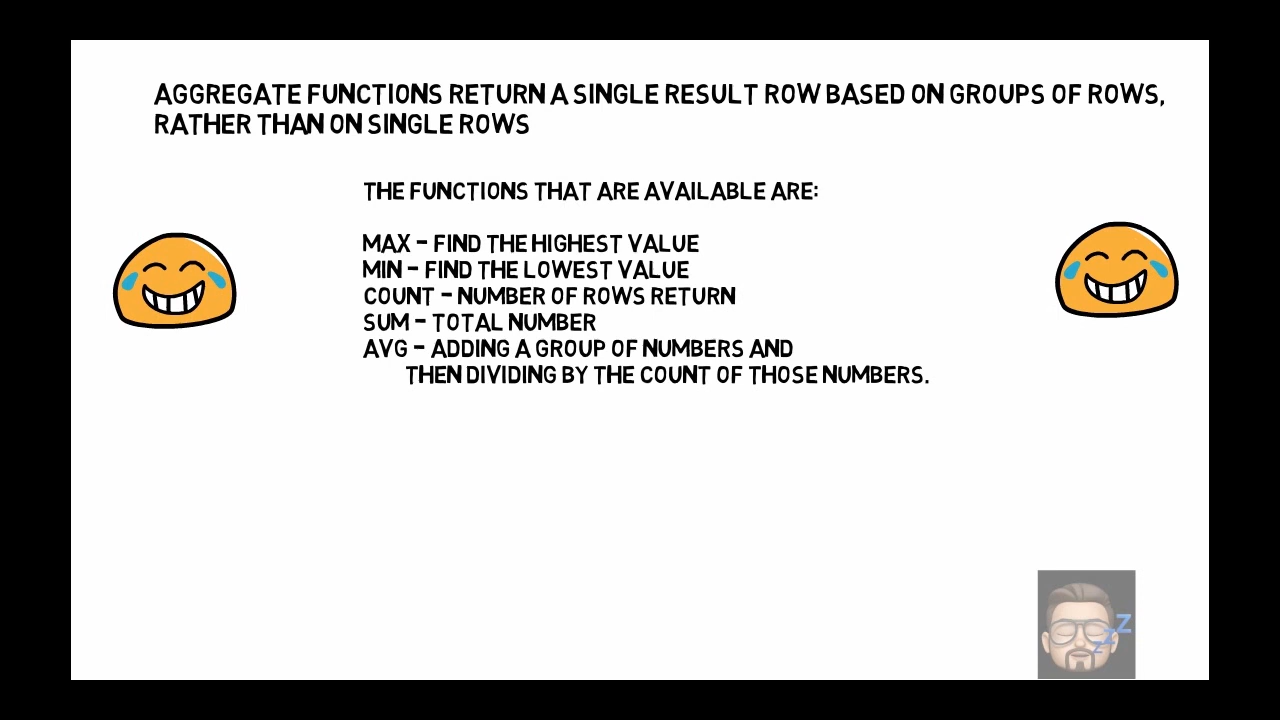 AGGREGATE FUNCTIONS RETURN A SINGLE RESULT ROW BASED ON GROUPS OF ROWS,
RATHER THAN ON SINGLE ROWS
THE FUNCTIONS THAT ARE AVAILABLE ARE:
MAX - FIND THE HIGHEST VALUE
MIN - FIND THE LOWEST VALUE
COUNT - NUMBER OF ROWS RETURN
SUM - TOTAL NUMBER
AVG - ADDING A GROUP OF NUMBERS AND
THEN DIVIDING BY THE COUNT OF THOSE NUMBERS.
Z
Z
Z